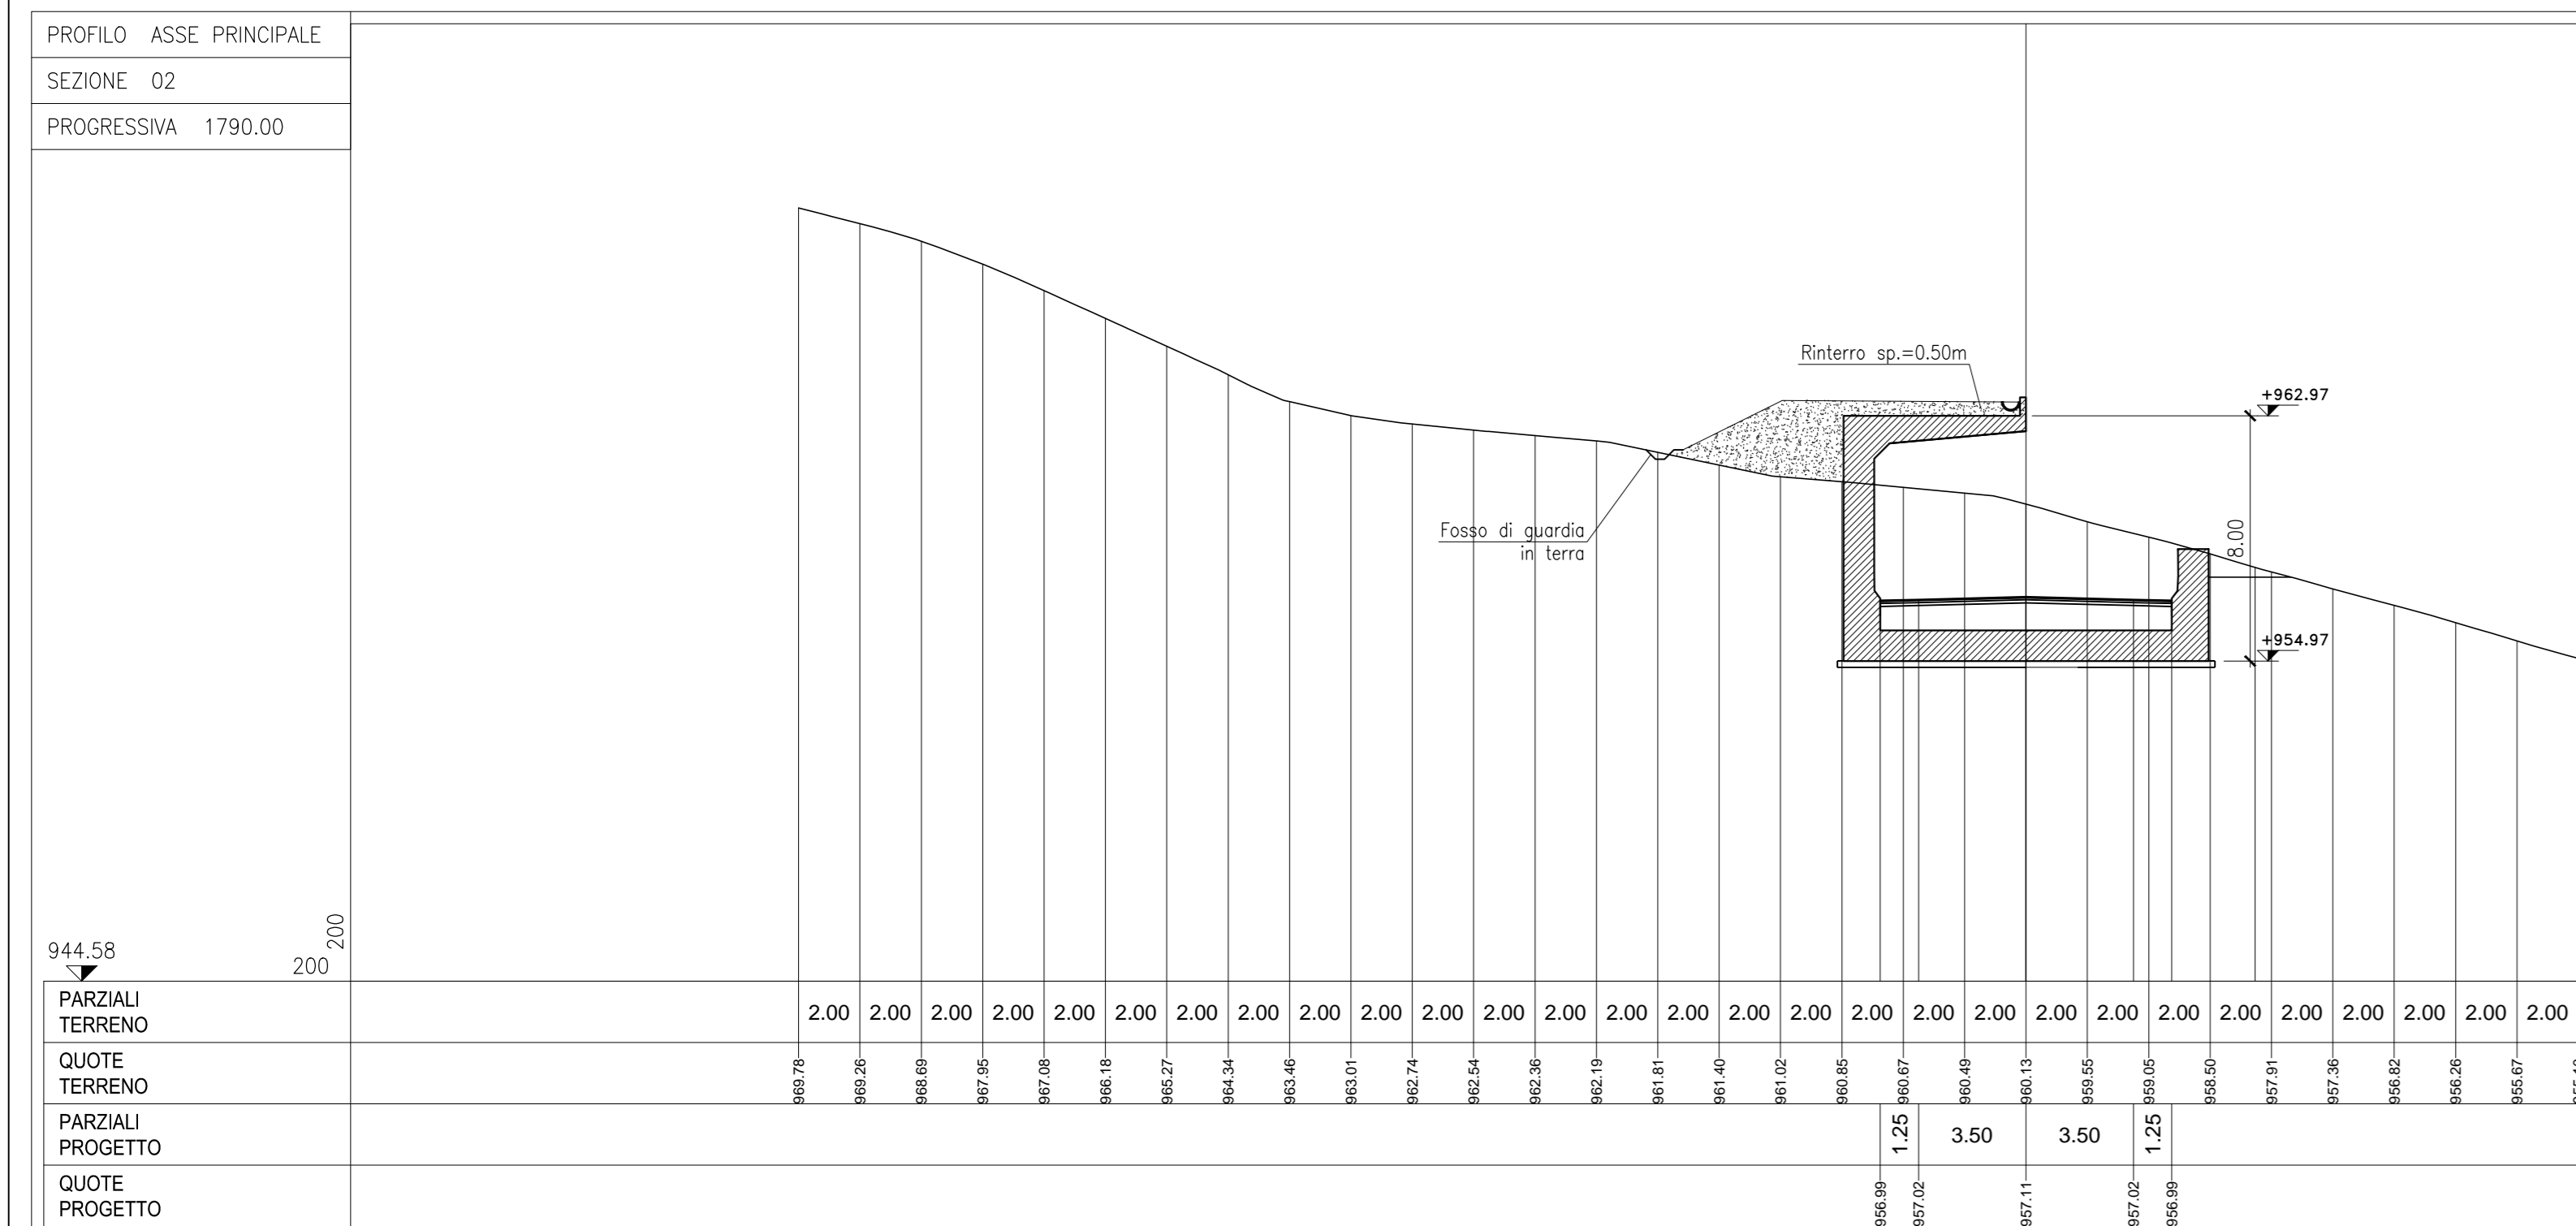 PROFILO ASSE PRINCIPALE
SEZIONE 02
PROGRESSIVA 1790.00
Rinterro sp.=0.50m
+962.97
Fosso di guardia
in terra
8.00
+954.97
944.58
200
200
PARZIALI
TERRENO
2.00 2.00 2.00 2.00 2.00 2.00 2.00 2.00 2.00 2.00 2.00 2.00 2.00 2.00 2.00 2.00 2.00 2.00 2.00 2.00 2.00 2.00 2.00 2.00 2.00 2.00 2.00 2.00 2.00
QUOTE
TERRENO
969.78 969.26 968.69 967.95 967.08 966.18 965.27 964.34 963.46 963.01 962.74 962.54 962.36 962.19 961.81 961.40 961.02 960.85 960.67 960.49 960.13 959.55 959.05 958.50 957.91 957.36 956.82 956.26 955.67
PARZIALI
PROGETTO
1.25 3.50 3.50 1.25
QUOTE
PROGETTO
956.99 957.02 957.11 957.02 956.99